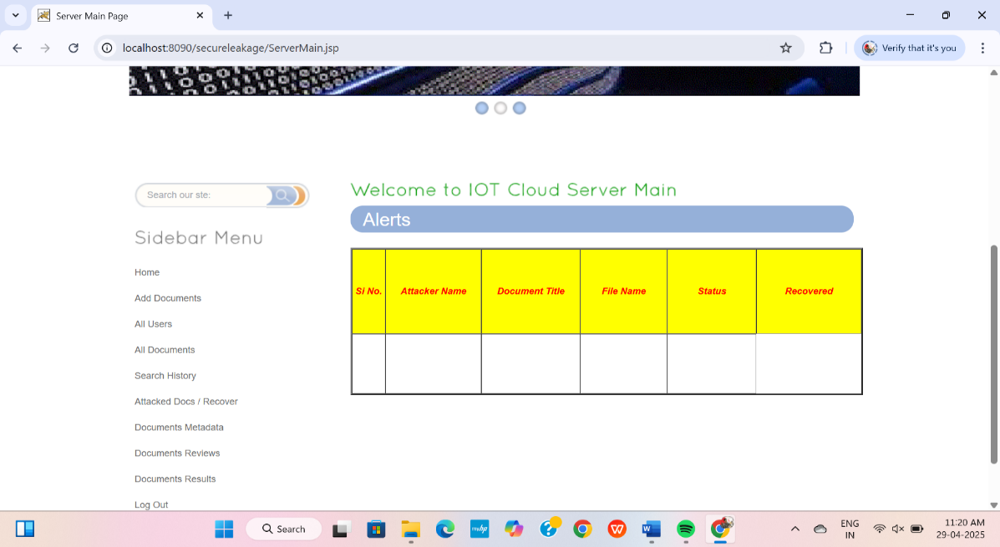 Server Main Page
localhost:8090/secureleakage/ServerMain.jsp
Verify that it's you
Search our ste:
Welcome to IOT Cloud Server Main
Alerts
Sidebar Menu
Home
Add Documents
All Users
All Documents
Search History
Attacked Docs / Recover
Documents Metadata
Documents Reviews
Documents Results
Log Out
Si No. Attacker Name Document Title File Name Status Recovered
Search
myhp
W
W
ENG
IN
11:20 AM
29-04-2025